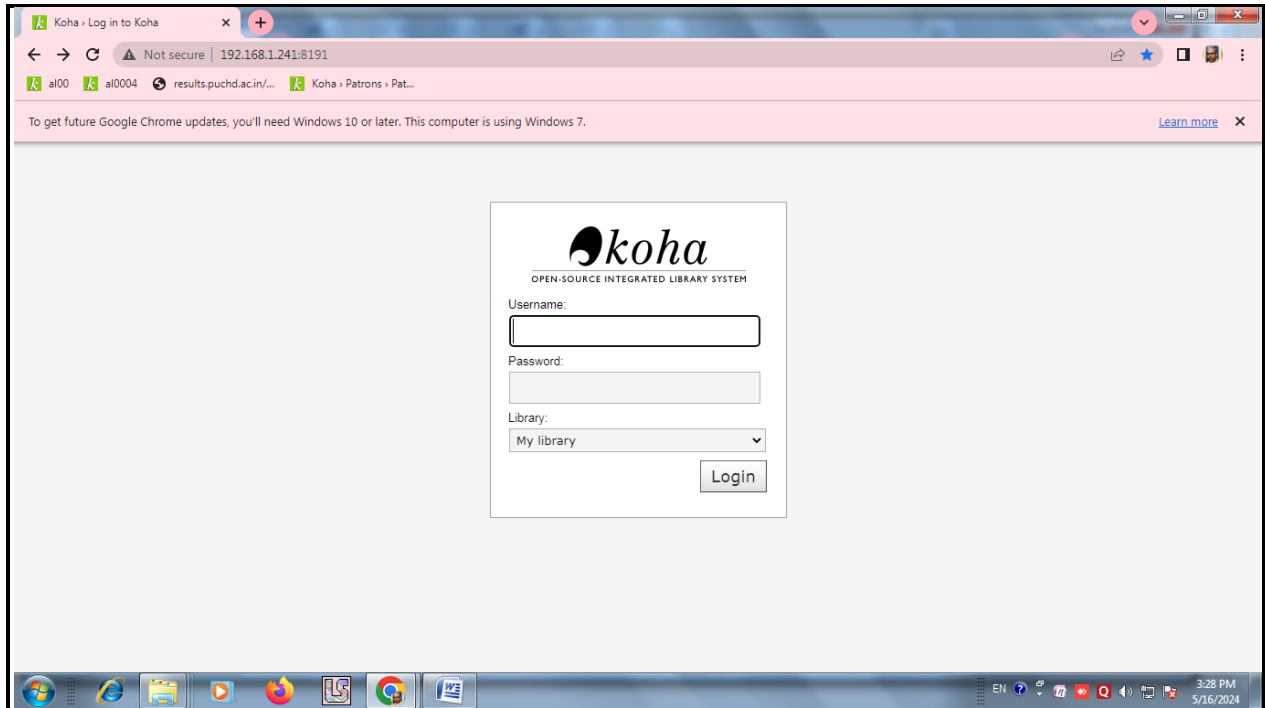 Koha › Log in to Koha
Not secure | 192.168.1.241:8191
al00 al0004 results.puchd.ac.in/... Koha › Patrons › Pat...
To get future Google Chrome updates, you'll need Windows 10 or later. This computer is using Windows 7. Learn more
koha
OPEN-SOURCE INTEGRATED LIBRARY SYSTEM
Username:
Password:
Library:
My library
Login
EN
3:28 PM
5/16/2024